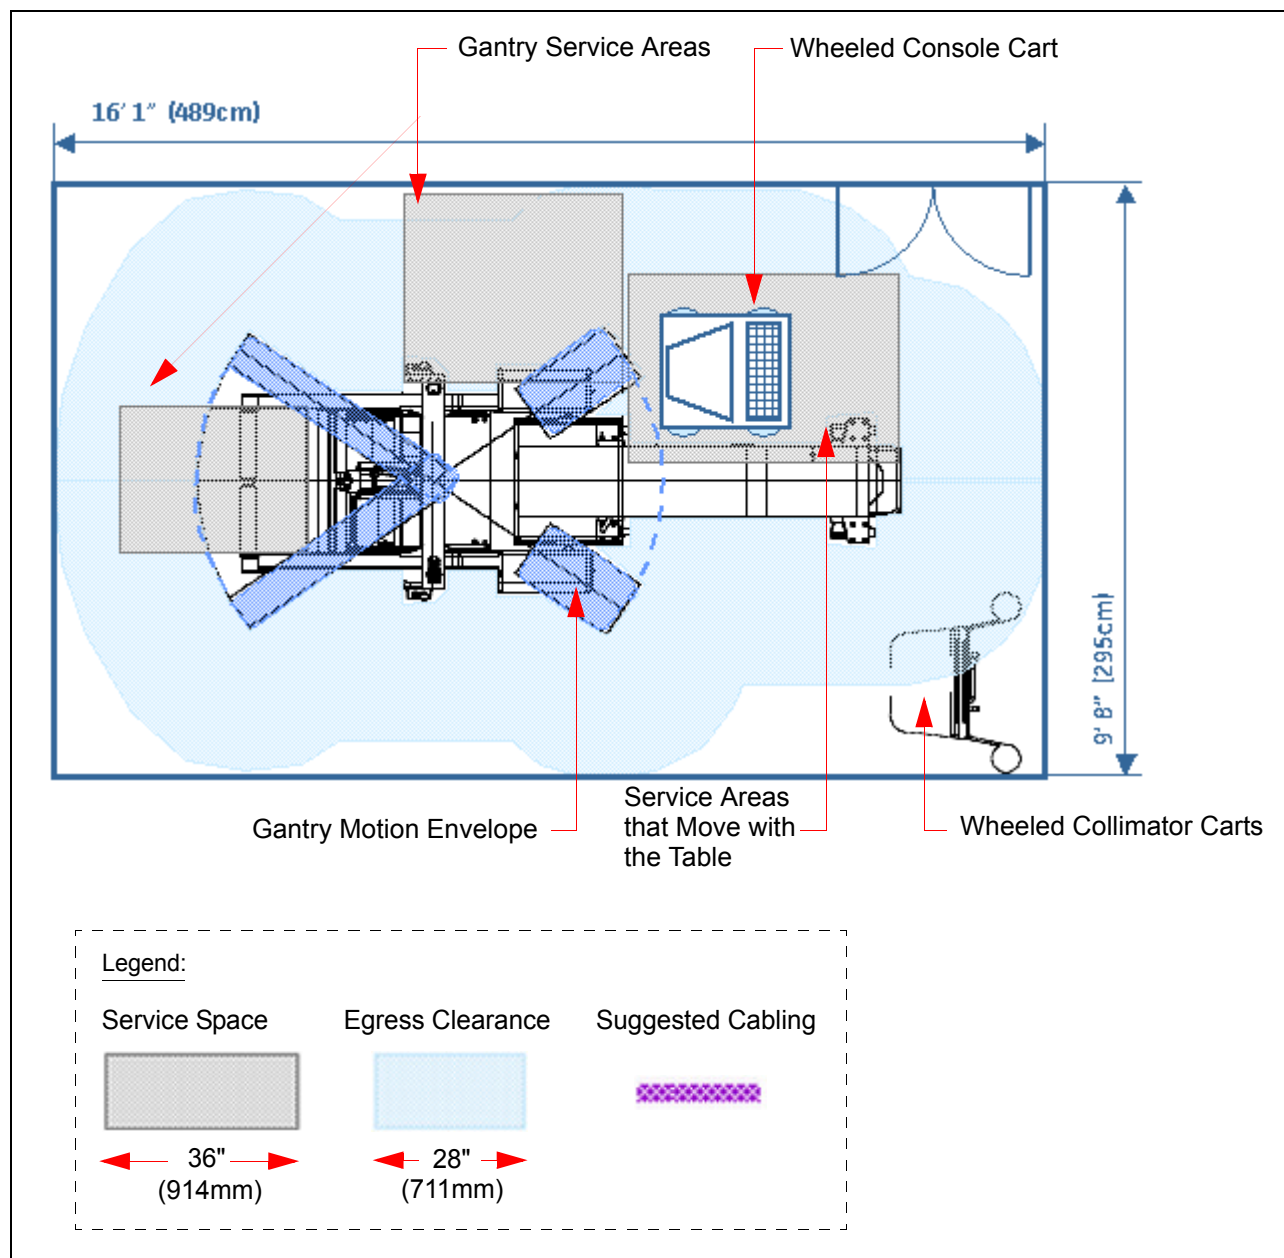 Gantry Service Areas
Wheeled Console Cart
16' 1" (489cm)
9' 8" (295cm)
Gantry Motion Envelope
Service Areas
that Move with
the Table
Wheeled Collimator Carts
Legend:
Service Space
Egress Clearance
Suggested Cabling
36"
(914mm)
28"
(711mm)